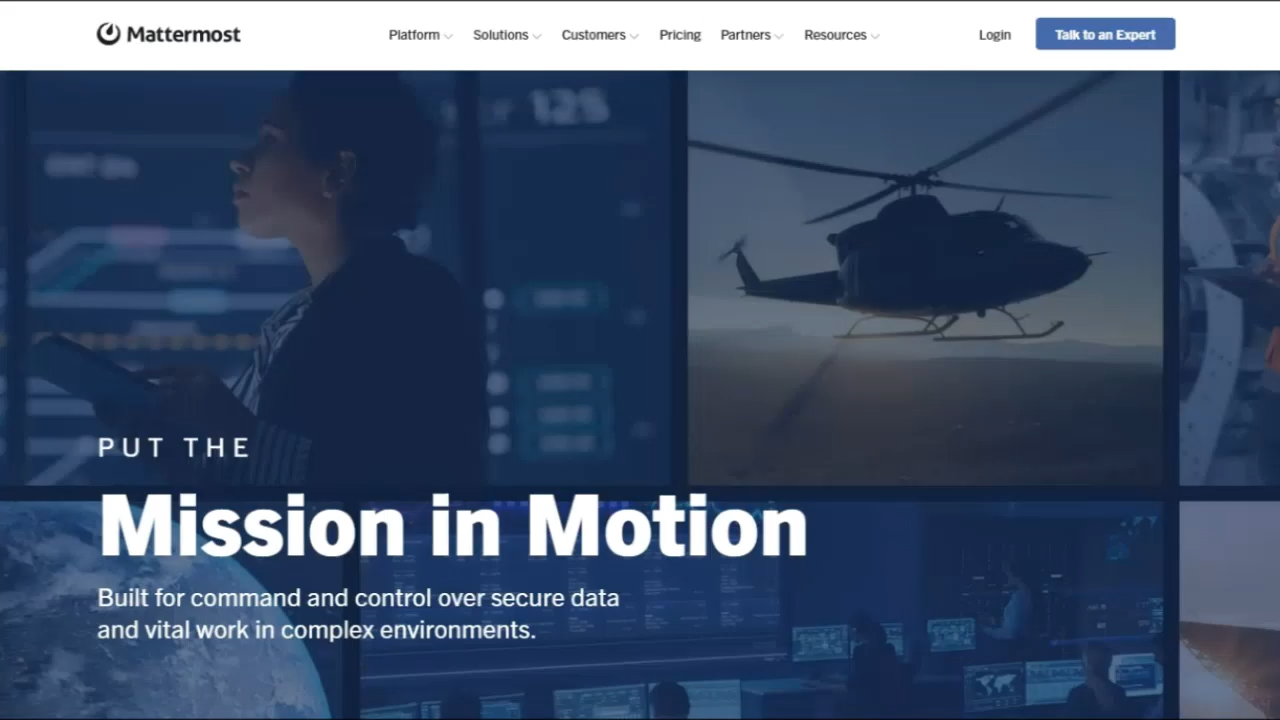 Mattermost
Platform
Solutions
Customers
Pricing
Partners
Resources
Login
Talk to an Expert
125
PUT THE
Mission in Motion
Built for command and control over secure data
and vital work in complex environments.